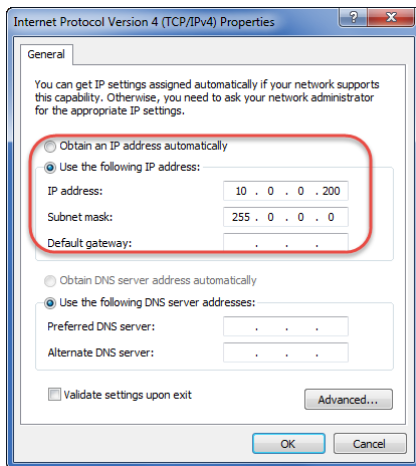 Internet Protocol Version 4 (TCP/IPv4) Properties
General
You can get IP settings assigned automatically if your network supports
this capability. Otherwise, you need to ask your network administrator
for the appropriate IP settings.
Obtain an IP address automatically
Use the following IP address:
IP address: 10 . 0 . 0 . 200
Subnet mask: 255 . 0 . 0 . 0
Default gateway: . . .
Obtain DNS server address automatically
Use the following DNS server addresses:
Preferred DNS server: . . .
Alternate DNS server: . . .
Validate settings upon exit
Advanced...
OK Cancel